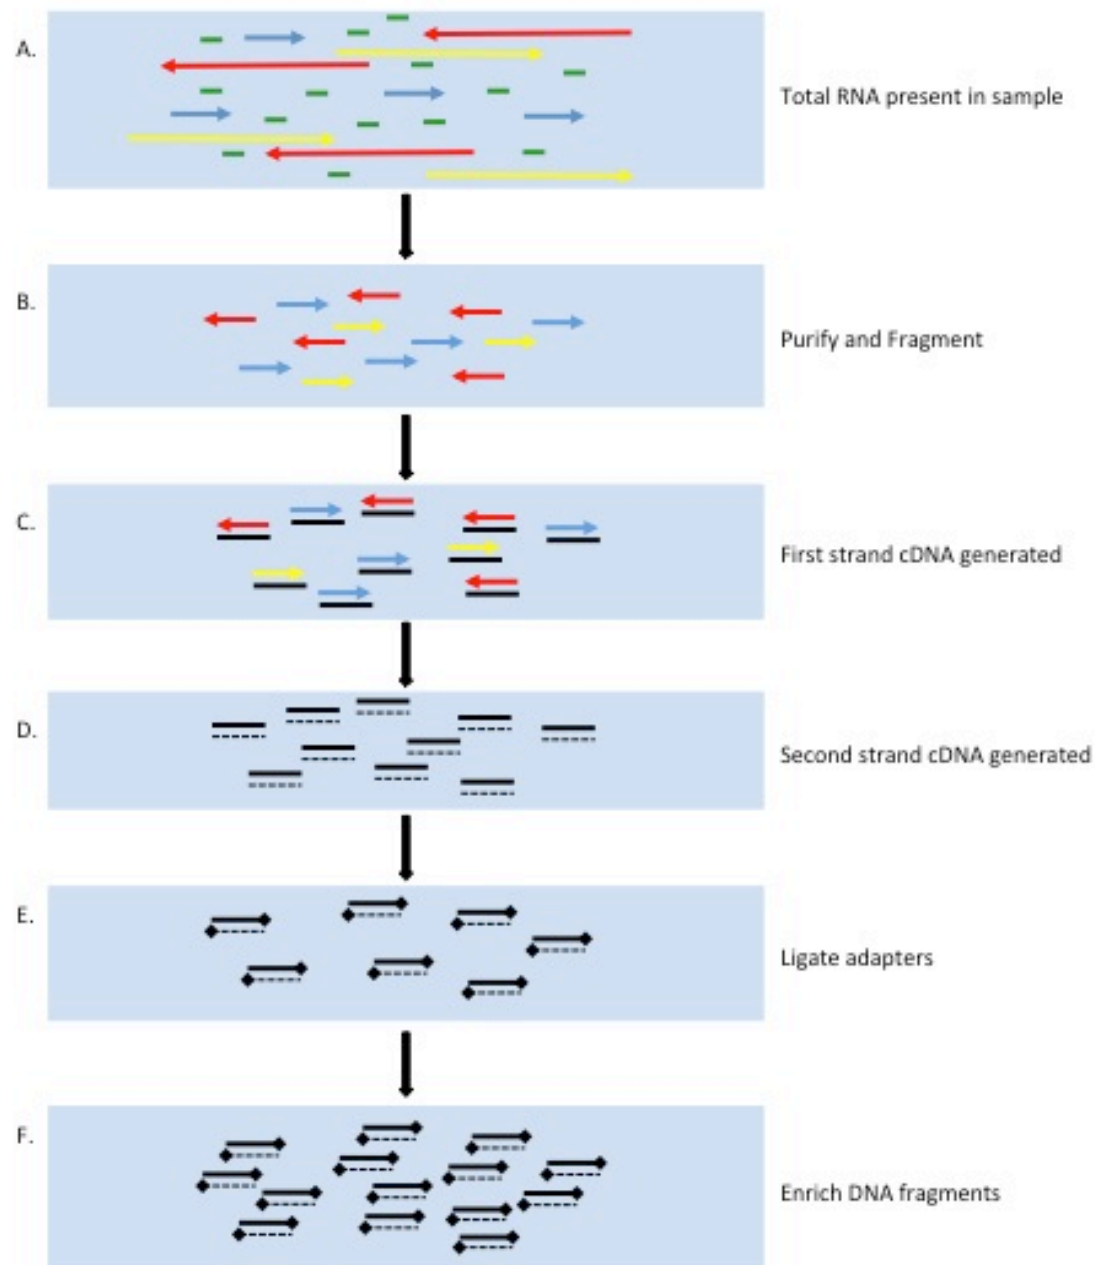 A.
Total RNA present in sample
B.
Purify and Fragment
C.
First strand cDNA generated
D.
Second strand cDNA generated
E.
Ligate adapters
F.
Enrich DNA fragments